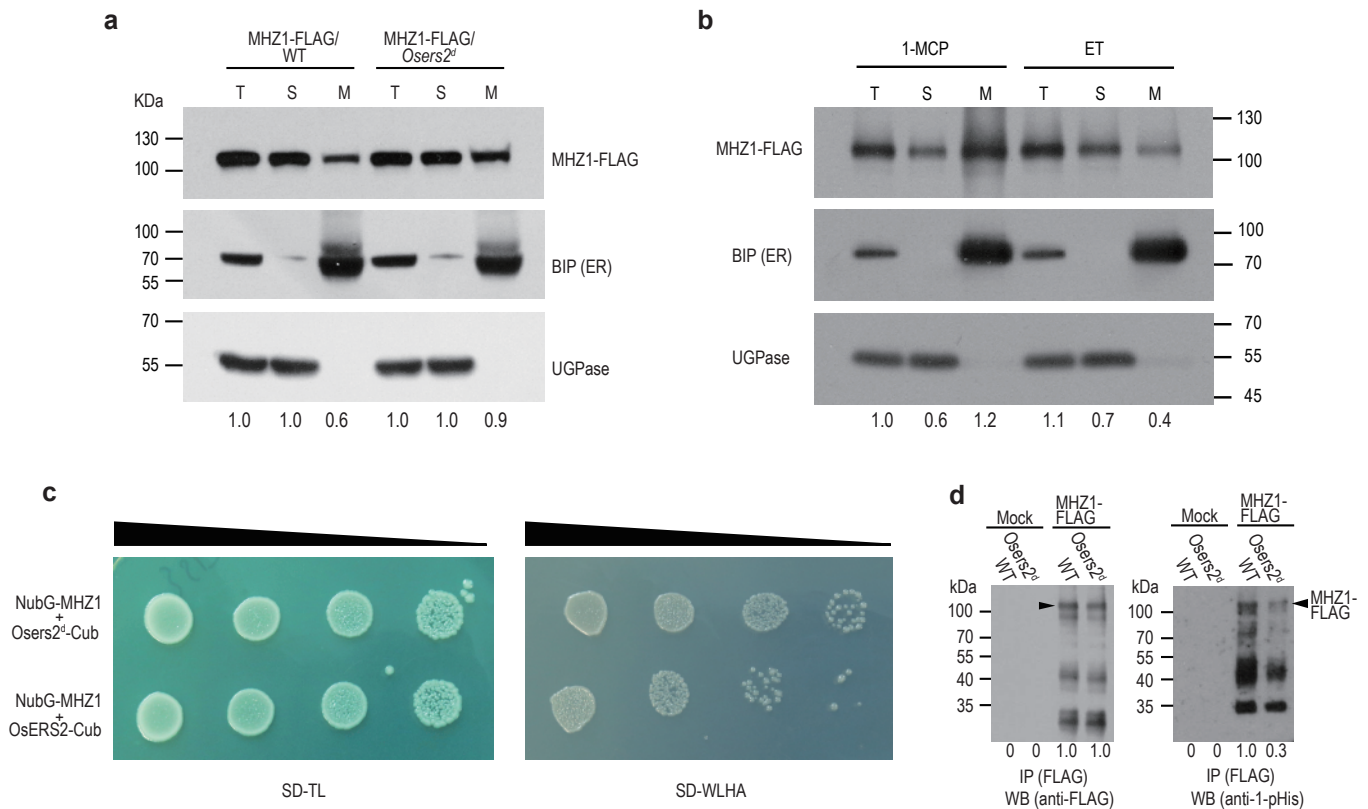 a
MHZ1-FLAG/
WT
MHZ1-FLAG/
Osers2ᵈ
T S M T S M
KDa
130
100
MHZ1-FLAG
100
70
55
BIP (ER)
70
55
UGPase
1.0 1.0 0.6 1.0 1.0 0.9
b
1-MCP ET
T S M T S M
MHZ1-FLAG
130
100
BIP (ER)
100
70
UGPase
70
55
45
1.0 0.6 1.2 1.1 0.7 0.4
c
NubG-MHZ1
+
Osers2ᵈ-Cub
NubG-MHZ1
+
OsERS2-Cub
SD-TL
SD-WLHA
d
Mock
MHZ1-
FLAG
WT Osers2ᵈ WT Osers2ᵈ
kDa
100
70
55
40
35
0 0 1.0 1.0
IP (FLAG)
WB (anti-FLAG)
Mock
MHZ1-
FLAG
WT Osers2ᵈ WT Osers2ᵈ
kDa
100
70
55
40
35
MHZ1-
FLAG
0 0 1.0 0.3
IP (FLAG)
WB (anti-1-pHis)